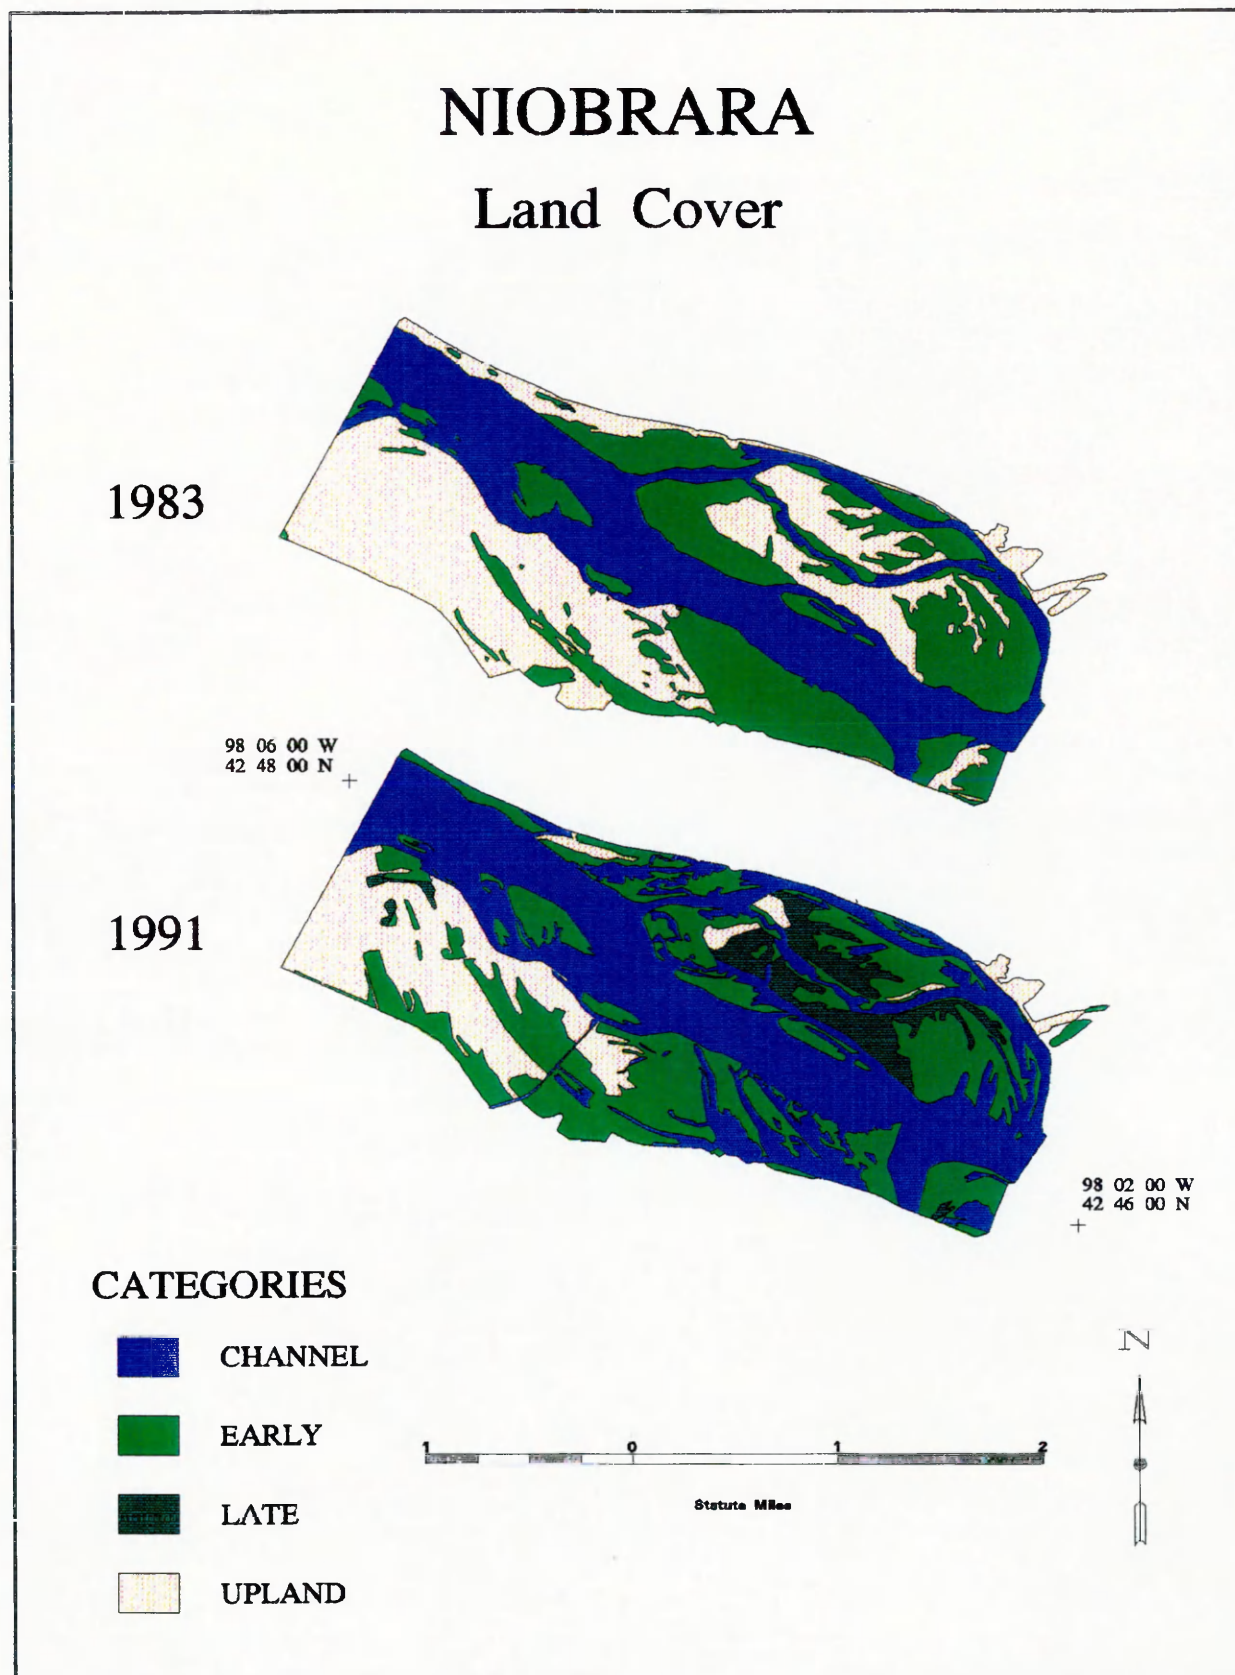 NIOBRARA
Land Cover
1983
98 06 00 W
42 48 00 N
1991
98 02 00 W
42 46 00 N
CATEGORIES
CHANNEL
EARLY
LATE
UPLAND
N
1 0 1 2
Statute Miles